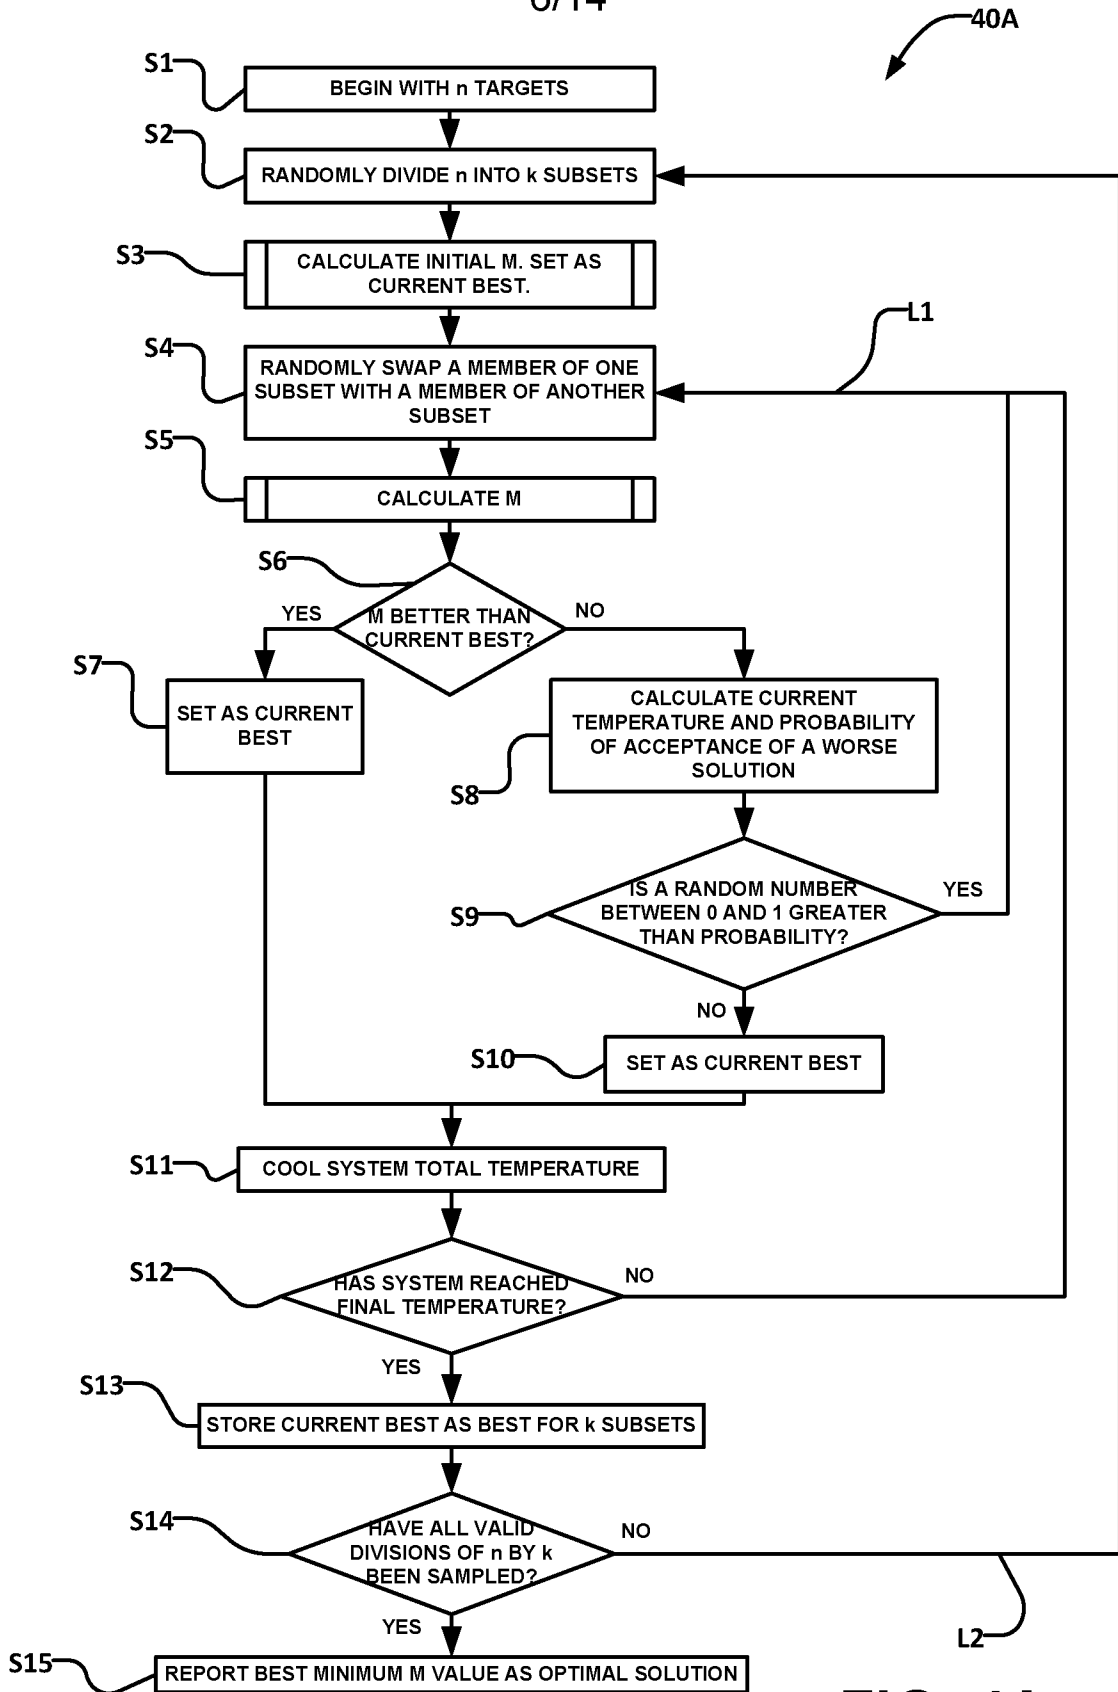 6/14
40A
S1
BEGIN WITH n TARGETS
S2
RANDOMLY DIVIDE n INTO k SUBSETS
S3
CALCULATE INITIAL M. SET AS
CURRENT BEST.
L1
S4
RANDOMLY SWAP A MEMBER OF ONE
SUBSET WITH A MEMBER OF ANOTHER
SUBSET
S5
CALCULATE M
S6
YES
M BETTER THAN
CURRENT BEST?
NO
S7
SET AS CURRENT
BEST
CALCULATE CURRENT
TEMPERATURE AND PROBABILITY
OF ACCEPTANCE OF A WORSE
SOLUTION
S8
IS A RANDOM NUMBER
BETWEEN 0 AND 1 GREATER
THAN PROBABILITY?
YES
S9
NO
S10
SET AS CURRENT BEST
S11
COOL SYSTEM TOTAL TEMPERATURE
S12
HAS SYSTEM REACHED
FINAL TEMPERATURE?
NO
YES
S13
STORE CURRENT BEST AS BEST FOR k SUBSETS
S14
HAVE ALL VALID
DIVISIONS OF n BY k
BEEN SAMPLED?
NO
YES
L2
S15
REPORT BEST MINIMUM M VALUE AS OPTIMAL SOLUTION